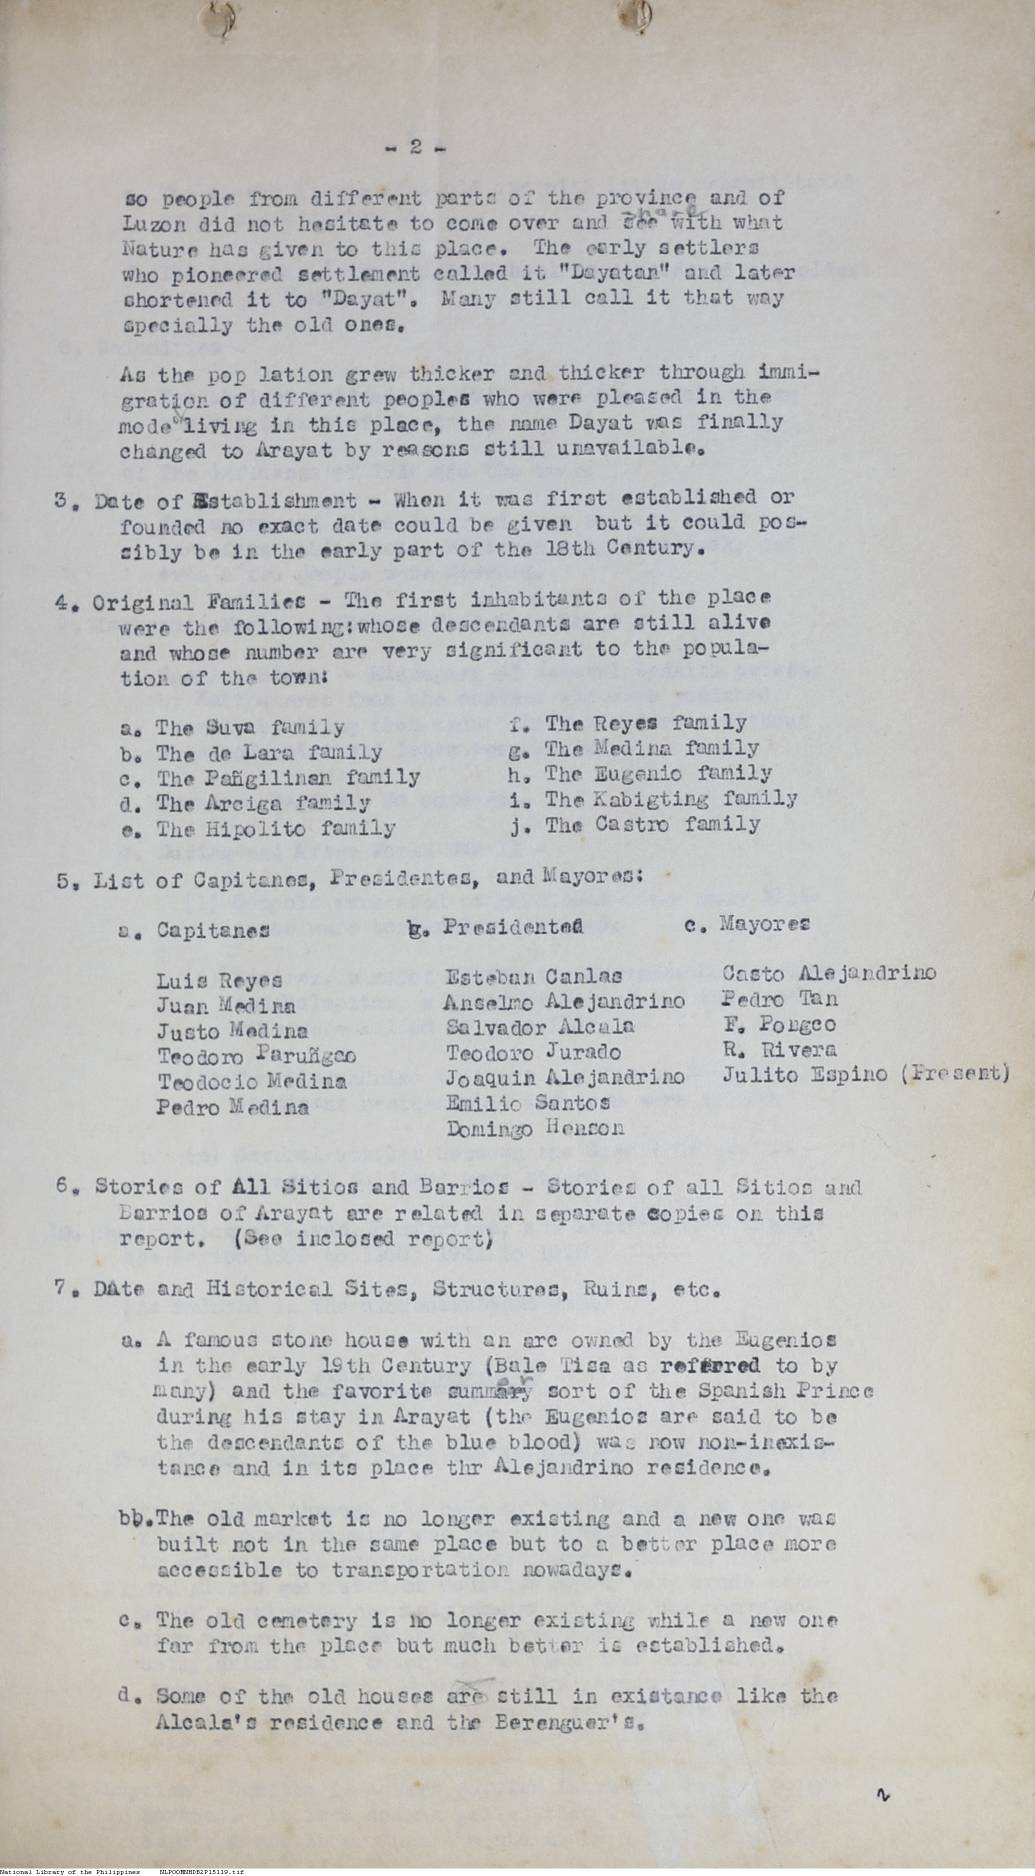 - 2 -
so people from different parts of the province and of
Luzon did not hesitate to come over and share with what
Nature has given to this place. The early settlers
who pioneered settlement called it "Dayatan" and later
shortened it to "Dayat". Many still call it that way
specially the old ones.
As the pop lation grew thicker and thicker through immi-
gration of different peoples who were pleased in the
mode living in this place, the name Dayat was finally
changed to Arayat by reasons still unavailable.
3. Date of Establishment - When it was first established or
founded no exact date could be given but it could pos-
sibly be in the early part of the 18th Century.
4. Original Families - The first inhabitants of the place
were the following:whose descendants are still alive
and whose number are very significant to the popula-
tion of the town:
a. The Suva family f. The Reyes family
b. The de Lara family g. The Medina family
c. The Pañgilinan family h. The Eugenio family
d. The Arciga family i. The Kabigting family
e. The Hipolito family j. The Castro family
5. List of Capitanes, Presidentes, and Mayores:
a. Capitanes b. Presidented c. Mayores
Luis Reyes Esteban Canlas Casto Alejandrino
Juan Medina Anselmo Alejandrino Pedro Tan
Justo Medina Salvador Alcala F. Pongco
Teodoro Paruñgao Teodoro Jurado R. Rivera
Teodocio Medina Joaquin Alejandrino Julito Espino (Present)
Pedro Medina Emilio Santos
Domingo Henson
6. Stories of All Sitios and Barrios - Stories of all Sitios and
Barrios of Arayat are related in separate copies on this
report. (See inclosed report)
7. DAte and Historical Sites, Structures, Ruins, etc.
a. A famous stone house with an arc owned by the Eugenios
in the early 19th Century (Bale Tisa as referred to by
many) and the favorite summer sort of the Spanish Prince
during his stay in Arayat (the Eugenios are said to be
the descendants of the blue blood) was now non-inexis-
tance and in its place thr Alejandrino residence.
bb.The old market is no longer existing and a new one was
built not in the same place but to a better place more
accessible to transportation nowadays.
c. The old cemetery is no longer existing while a new one
far from the place but much better is established.
d. Some of the old houses are still in existance like the
Alcala's residence and the Berenguer's.
2
National Library of the Philippines NLPOORNHDB2P15119.tif